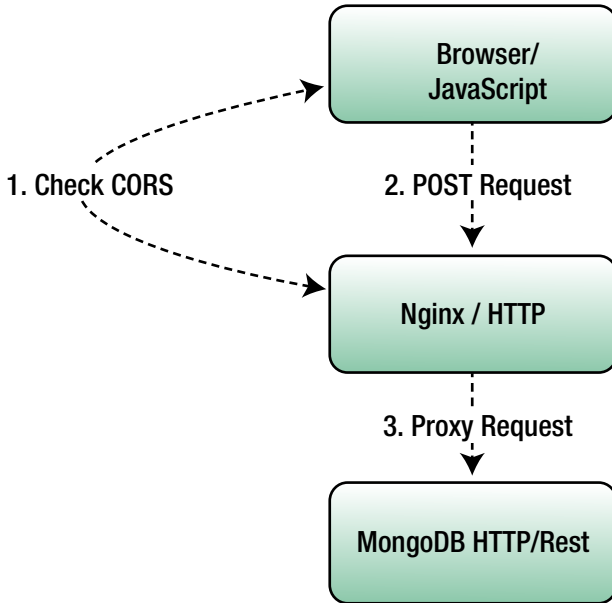 Browser/
JavaScript
1. Check CORS
2. POST Request
Nginx / HTTP
3. Proxy Request
MongoDB HTTP/Rest